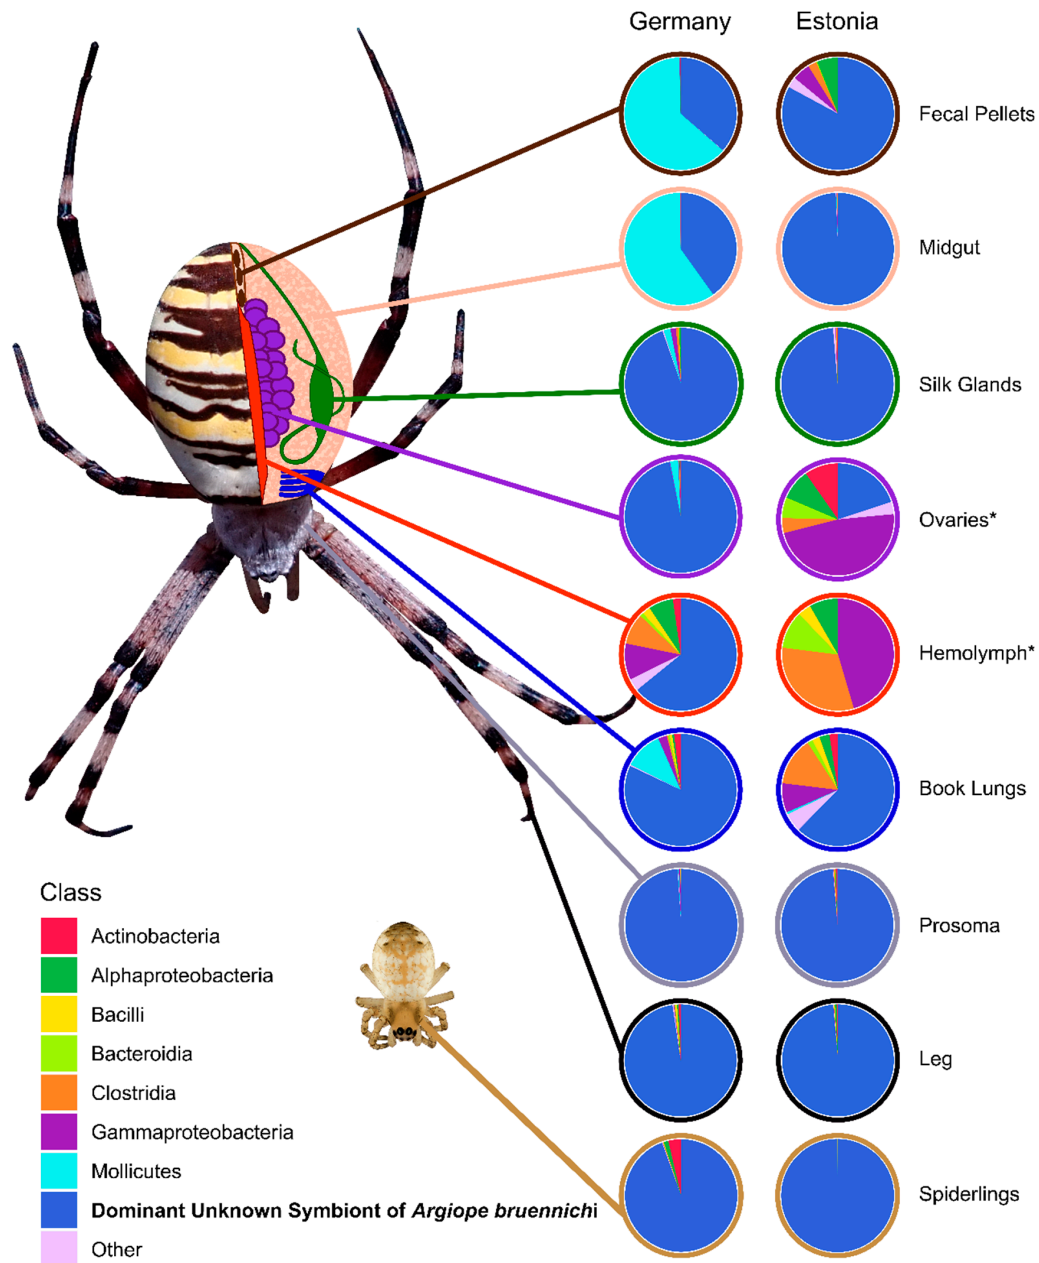 Germany Estonia
Fecal Pellets
Midgut
Silk Glands
Ovaries*
Hemolymph*
Book Lungs
Prosoma
Leg
Spiderlings
Class
Actinobacteria
Alphaproteobacteria
Bacilli
Bacteroidia
Clostridia
Gammaproteobacteria
Mollicutes
Dominant Unknown Symbiont of Argiope bruennichi
Other